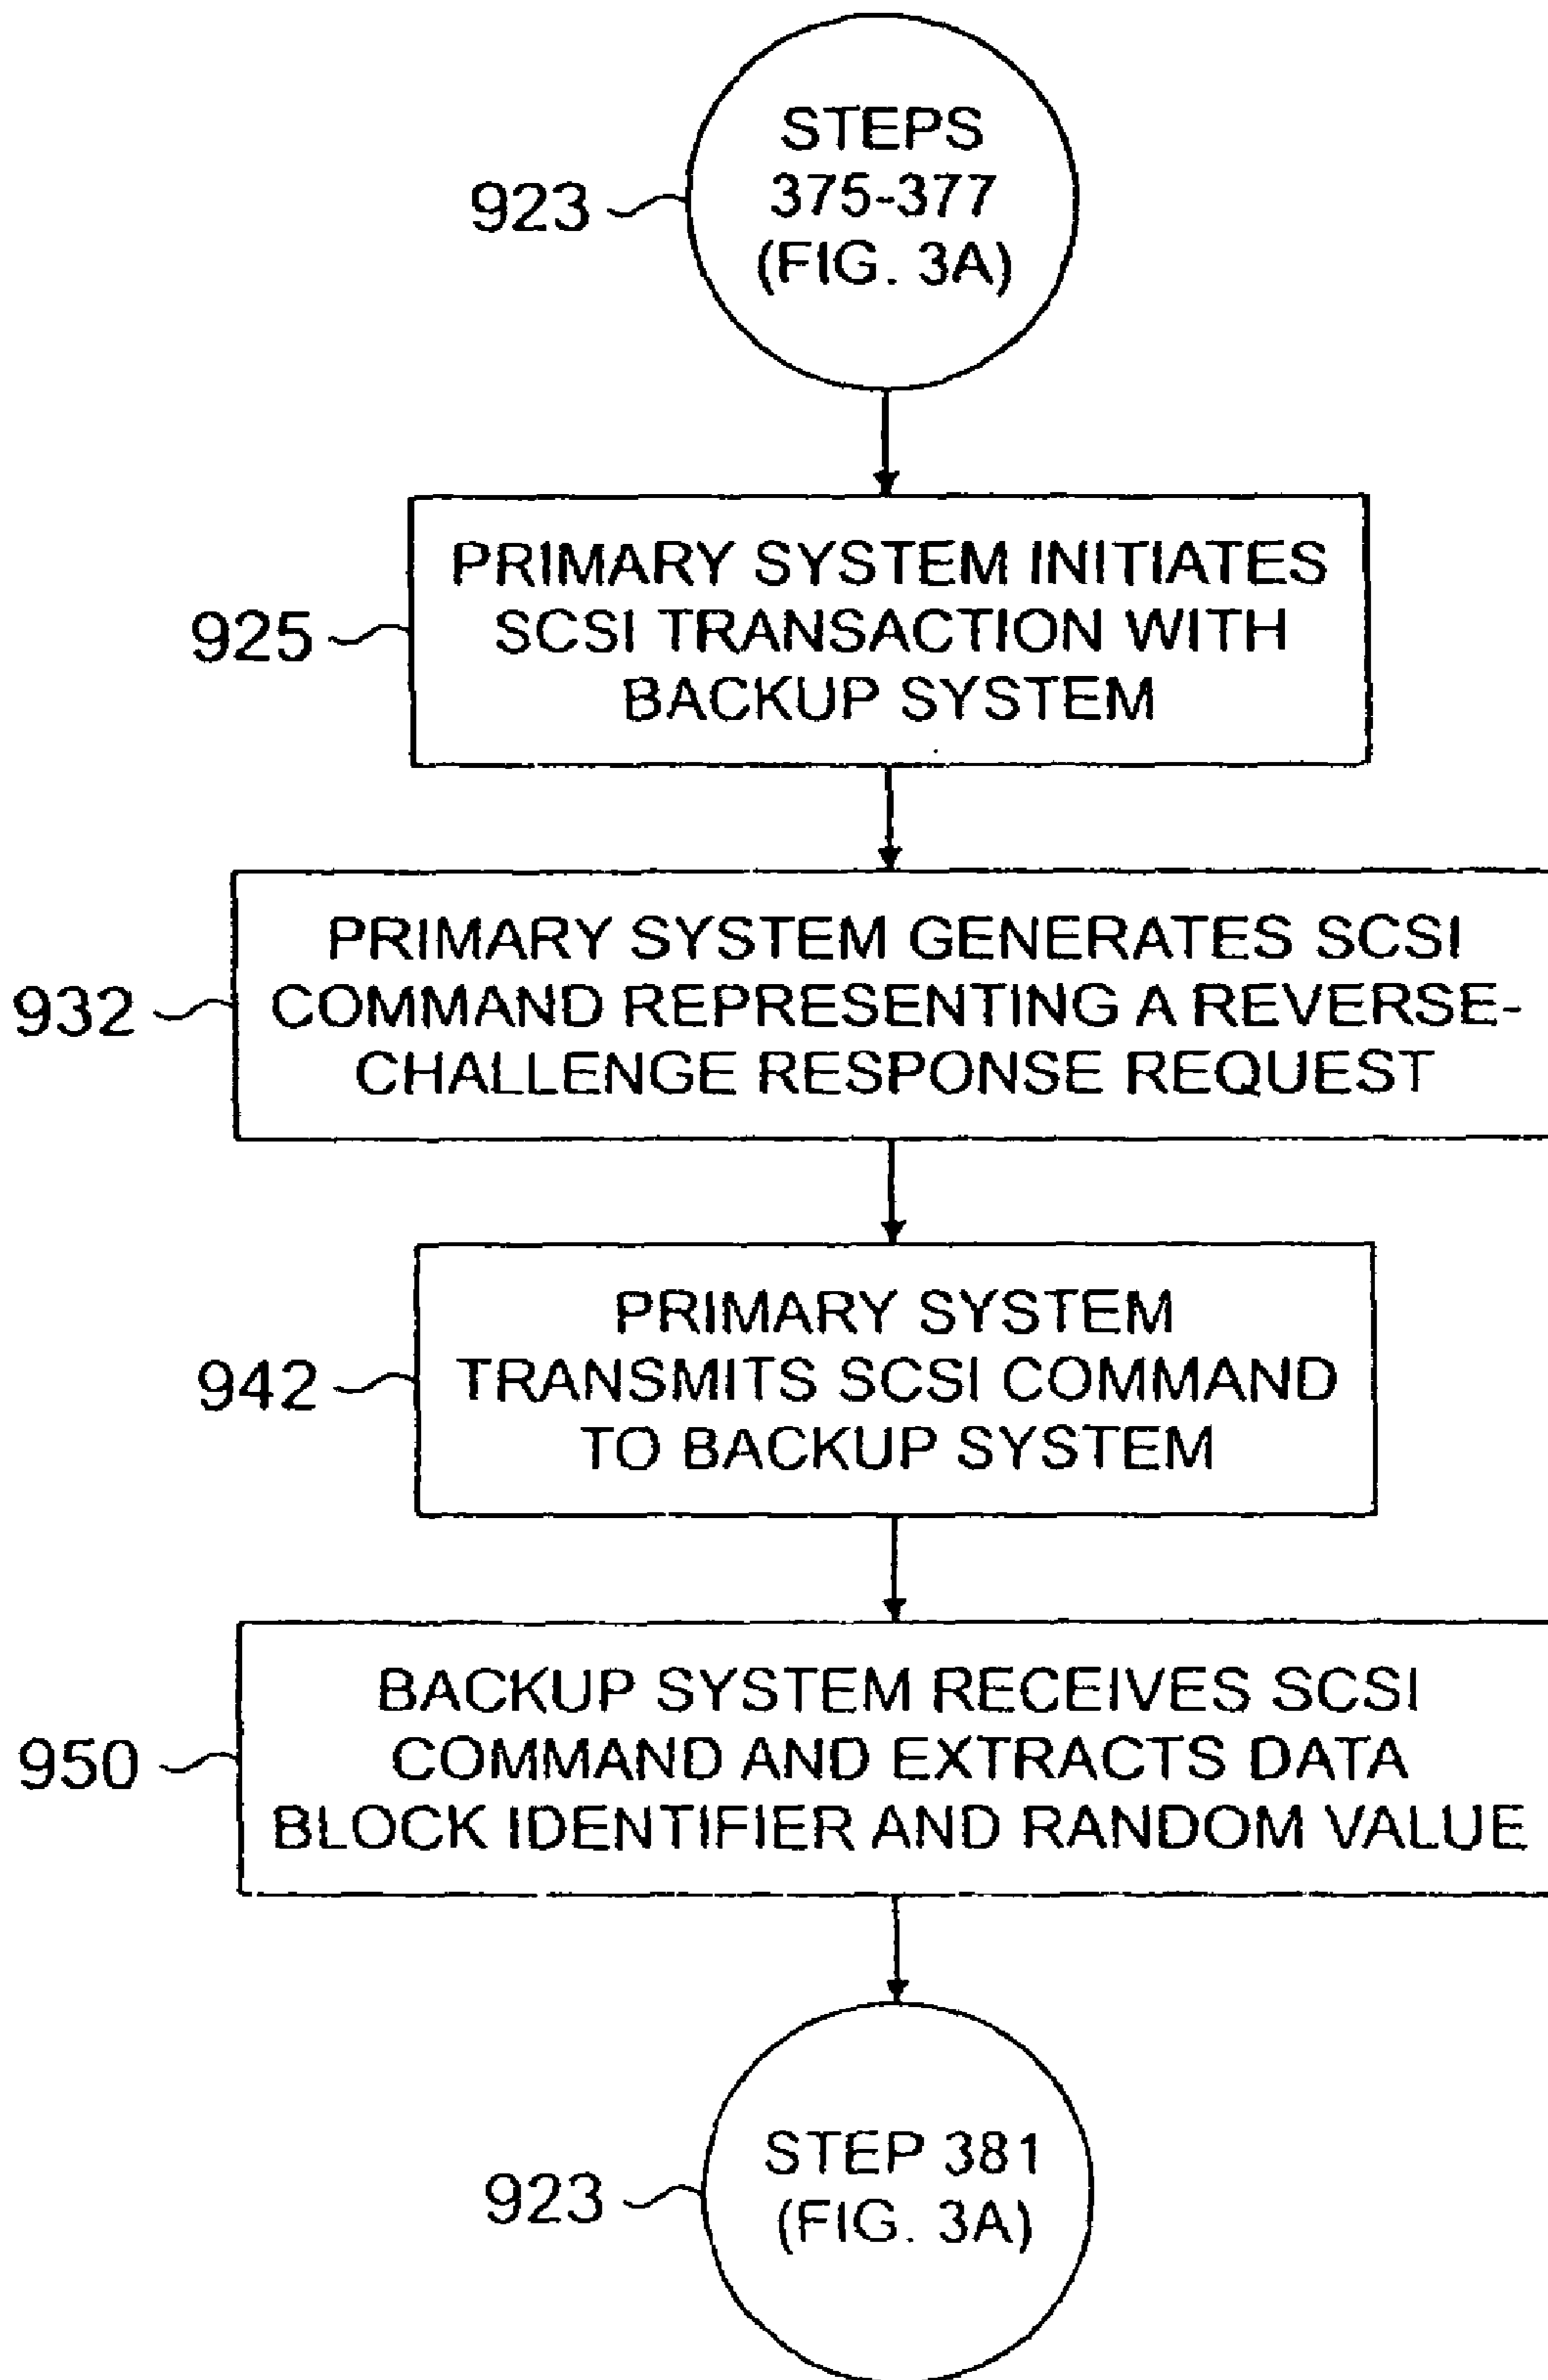 STEPS
375-377
(FIG. 3A)
923
PRIMARY SYSTEM INITIATES
SCSI TRANSACTION WITH
BACKUP SYSTEM
925
PRIMARY SYSTEM GENERATES SCSI
COMMAND REPRESENTING A REVERSE-
CHALLENGE RESPONSE REQUEST
932
PRIMARY SYSTEM
TRANSMITS SCSI COMMAND
TO BACKUP SYSTEM
942
BACKUP SYSTEM RECEIVES SCSI
COMMAND AND EXTRACTS DATA
BLOCK IDENTIFIER AND RANDOM VALUE
950
STEP 381
(FIG. 3A)
923